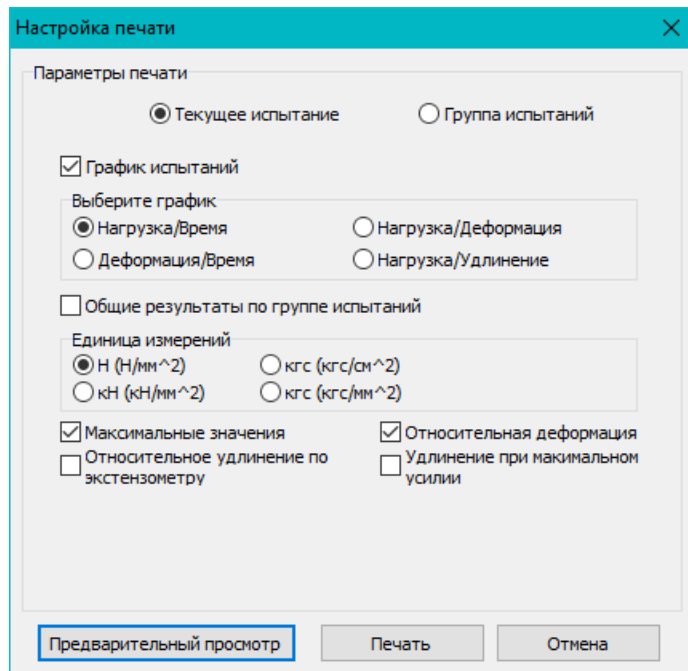 Настройка печати
Параметры печати
Текущее испытание Группа испытаний
График испытаний
Выберите график
Нагрузка/Время Нагрузка/Деформация
Деформация/Время Нагрузка/Удлинение
Общие результаты по группе испытаний
Единица измерений
Н (Н/мм^2) кгс (кгс/см^2)
кН (кН/мм^2) кгс (кгс/мм^2)
Максимальные значения Относительная деформация
Относительное удлинение по
экстензометру
Удлинение при макимальном
усилии
Предварительный просмотр Печать Отмена